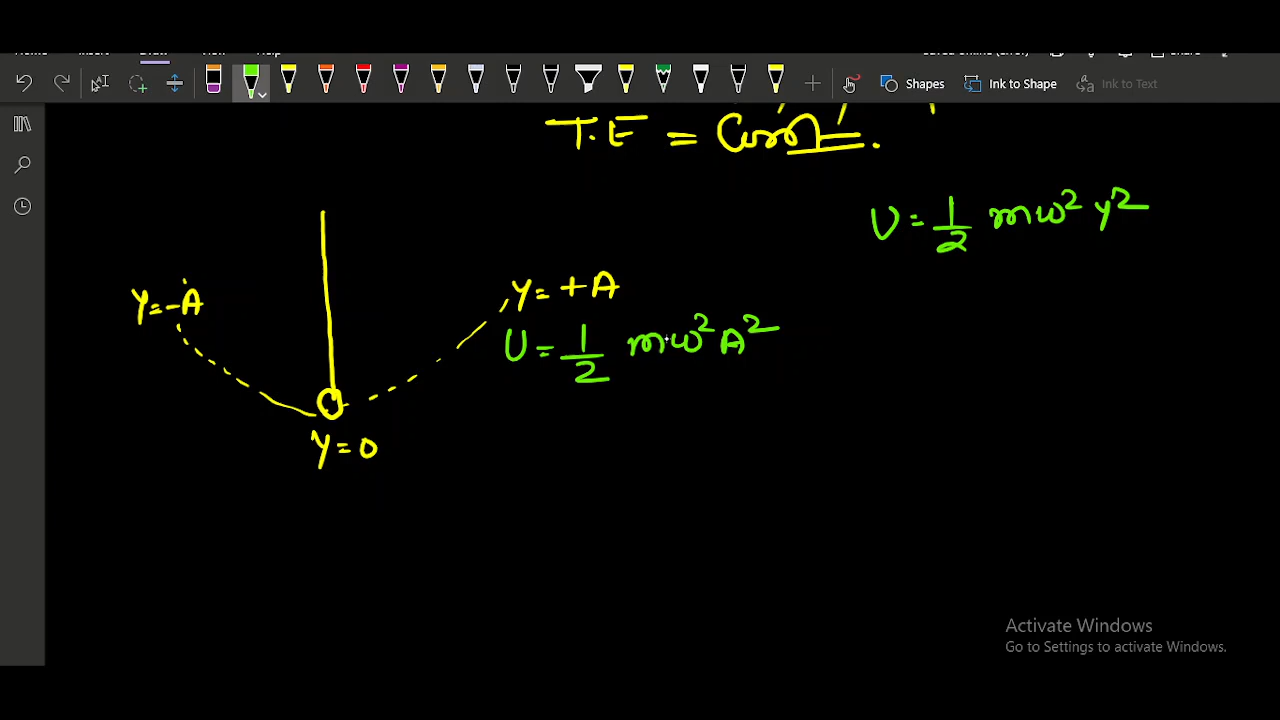 Shapes
Ink to Shape
Ink to Text
T.E = Const.
U = 1/2 mω² y²
y = -A
y = +A
U = 1/2 mω² A²
y = 0
Activate Windows
Go to Settings to activate Windows.